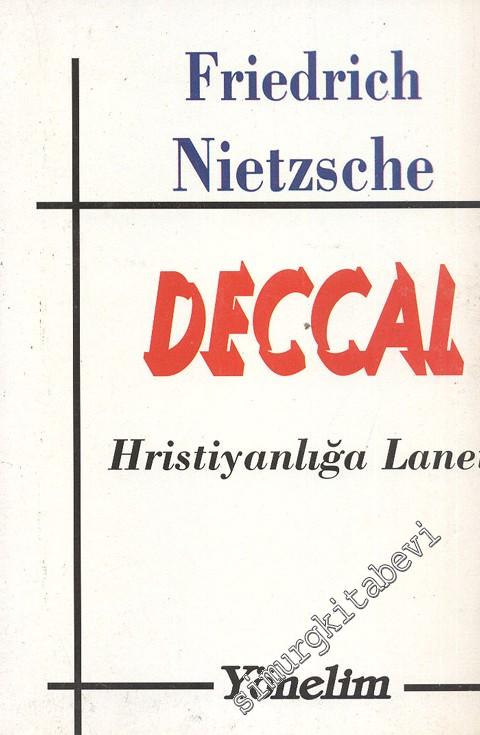 Friedrich
Nietzsche
DECCAL
Hristiyanlığa Lanet
Yönelim
simurgkitabevi